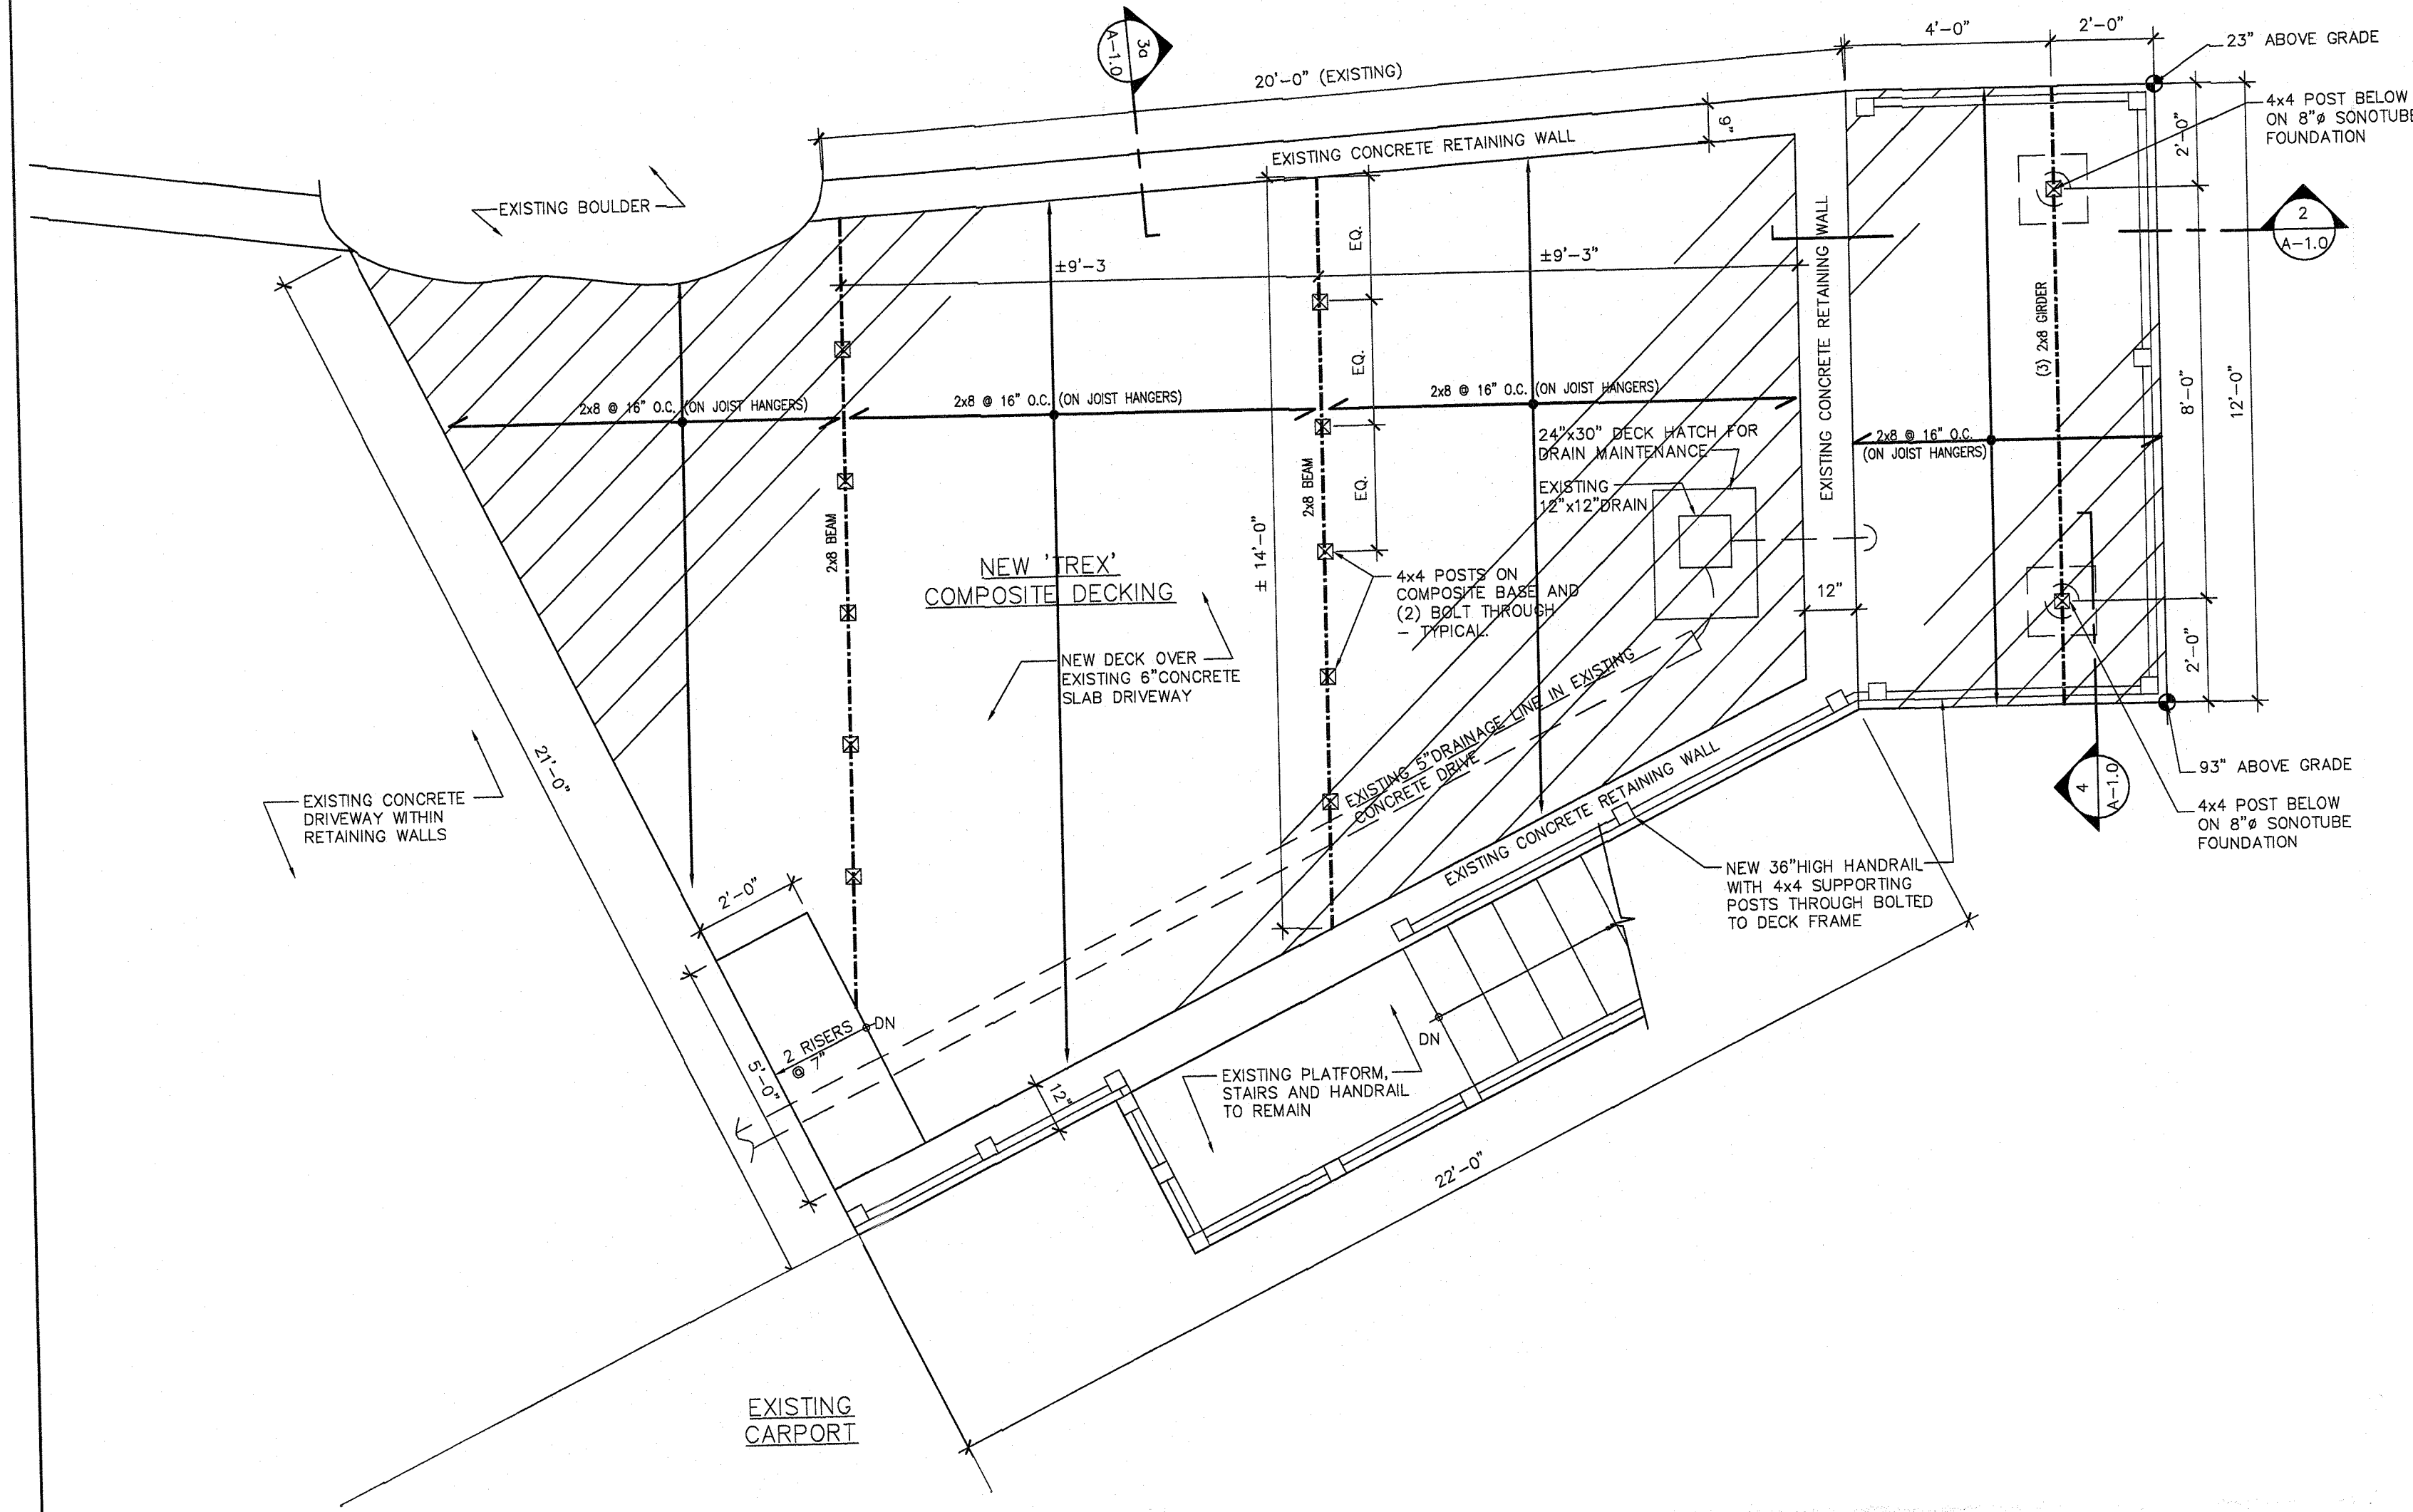 3a
A-1.0
20'-0" (EXISTING)
4'-0"
2'-0"
23" ABOVE GRADE
4x4 POST BELOW
ON 8"ø SONOTUBE
FOUNDATION
2'-0"
EXISTING CONCRETE RETAINING WALL
9"
EXISTING BOULDER
EQ.
EQ.
EQ.
±9'-3
±9'-3"
EXISTING CONCRETE RETAINING WALL
2
A-1.0
(3) 2x8 GIRDER
8'-0"
12'-0"
2x8 @ 16" O.C. (ON JOIST HANGERS)
2x8 @ 16" O.C. (ON JOIST HANGERS)
2x8 @ 16" O.C. (ON JOIST HANGERS)
2x8 @ 16" O.C.
(ON JOIST HANGERS)
24"x30" DECK HATCH FOR
DRAIN MAINTENANCE
EXISTING
12"x12"DRAIN
2x8 BEAM
2x8 BEAM
± 14'-0"
NEW 'TREX'
COMPOSITE DECKING
4x4 POSTS ON
COMPOSITE BASE AND
(2) BOLT THROUGH
- TYPICAL.
12"
NEW DECK OVER
EXISTING 6"CONCRETE
SLAB DRIVEWAY
EXISTING 5"DRAINAGE LINE IN EXISTING
CONCRETE DRIVE
2'-0"
21'-0"
EXISTING CONCRETE
DRIVEWAY WITHIN
RETAINING WALLS
EXISTING CONCRETE RETAINING WALL
4
A-1.0
93" ABOVE GRADE
4x4 POST BELOW
ON 8"ø SONOTUBE
FOUNDATION
NEW 36"HIGH HANDRAIL
WITH 4x4 SUPPORTING
POSTS THROUGH BOLTED
TO DECK FRAME
2'-0"
DN
2 RISERS
@ 7"
5'-0"
12"
DN
EXISTING PLATFORM,
STAIRS AND HANDRAIL
TO REMAIN
22'-0"
EXISTING
CARPORT